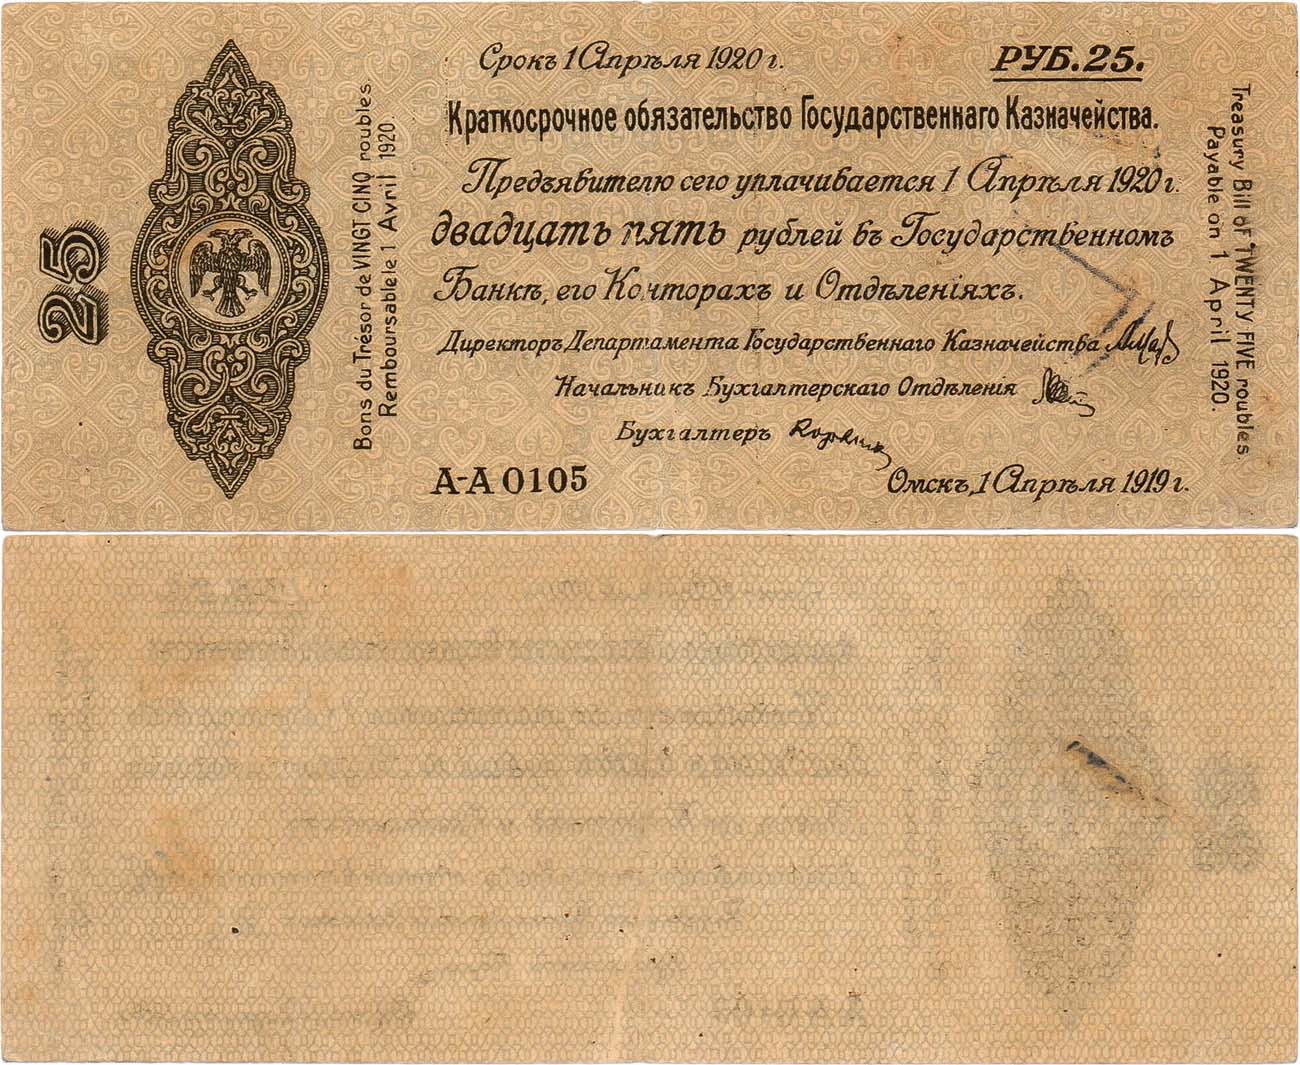 Срокъ 1 Апрѣля 1920 г.
РУБ. 25.
Краткосрочное обязательство Государственнаго Казначейства.
Предъявителю сего уплачивается 1 Апрѣля 1920 г.
двадцать пять рублей въ Государственномъ
Банкѣ, его Конторахъ и Отдѣленіяхъ.
Директоръ Департамента Государственнаго Казначейства
Начальникъ Бухгалтерскаго Отдѣленія
Бухгалтеръ
А-А 0105
Омскъ, 1 Апрѣля 1919 г.
25
Bons du Trésor de VINGT CINQ roubles
Remboursable 1 Avril 1920.
Treasury Bill of TWENTY FIVE roubles.
Payable on 1 April 1920.